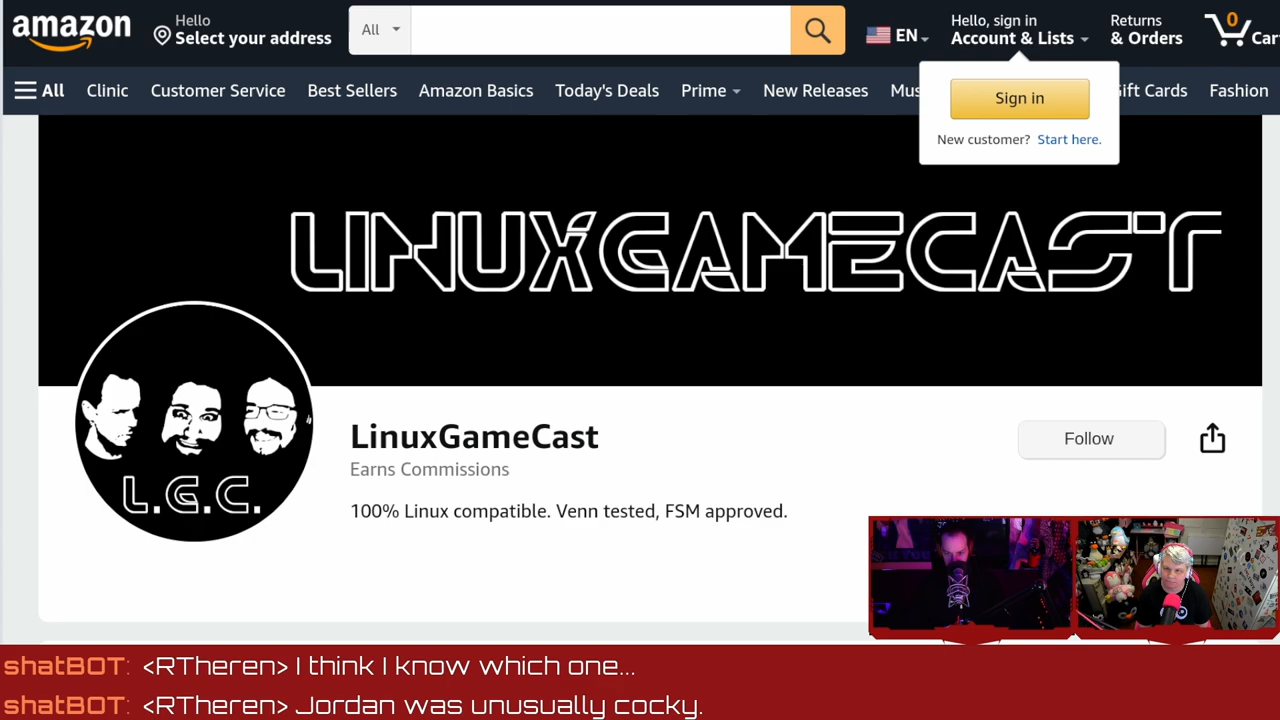 amazon
Hello
Select your address
All
EN
Hello, sign in
Account & Lists
Returns
& Orders
0
Cart
All
Clinic
Customer Service
Best Sellers
Amazon Basics
Today's Deals
Prime
New Releases
Mus
Gift Cards
Fashion
Sign in
New customer? Start here.
LINUXGAMECAST
L.G.C.
LinuxGameCast
Earns Commissions
100% Linux compatible. Venn tested, FSM approved.
Follow
shatBOT: <RTheren> I think I know which one...
shatBOT: <RTheren> Jordan was unusually cocky.